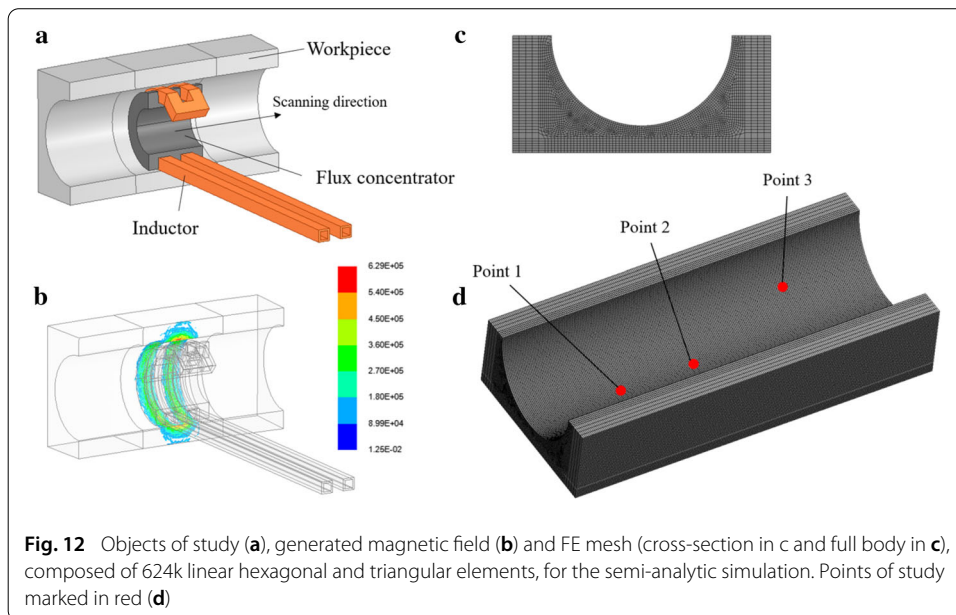 a
Workpiece
Scanning direction
Flux concentrator
Inductor
b
6.29E+05
5.40E+05
4.50E+05
3.60E+05
2.70E+05
1.80E+05
8.99E+04
1.25E-02
c
Point 3
Point 2
Point 1
d
Fig. 12 Objects of study (a), generated magnetic field (b) and FE mesh (cross-section in c and full body in c),
composed of 624k linear hexagonal and triangular elements, for the semi-analytic simulation. Points of study
marked in red (d)